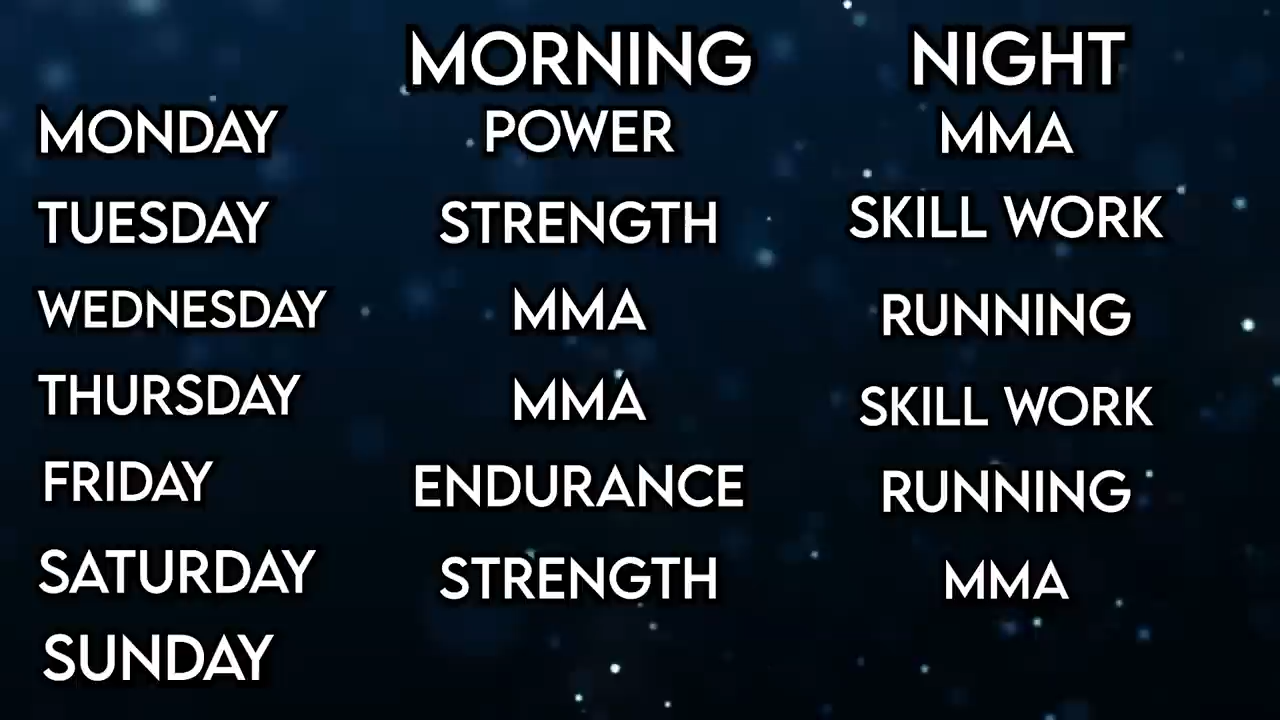 MORNING NIGHT
MONDAY POWER MMA
TUESDAY STRENGTH SKILL WORK
WEDNESDAY MMA RUNNING
THURSDAY MMA SKILL WORK
FRIDAY ENDURANCE RUNNING
SATURDAY STRENGTH MMA
SUNDAY